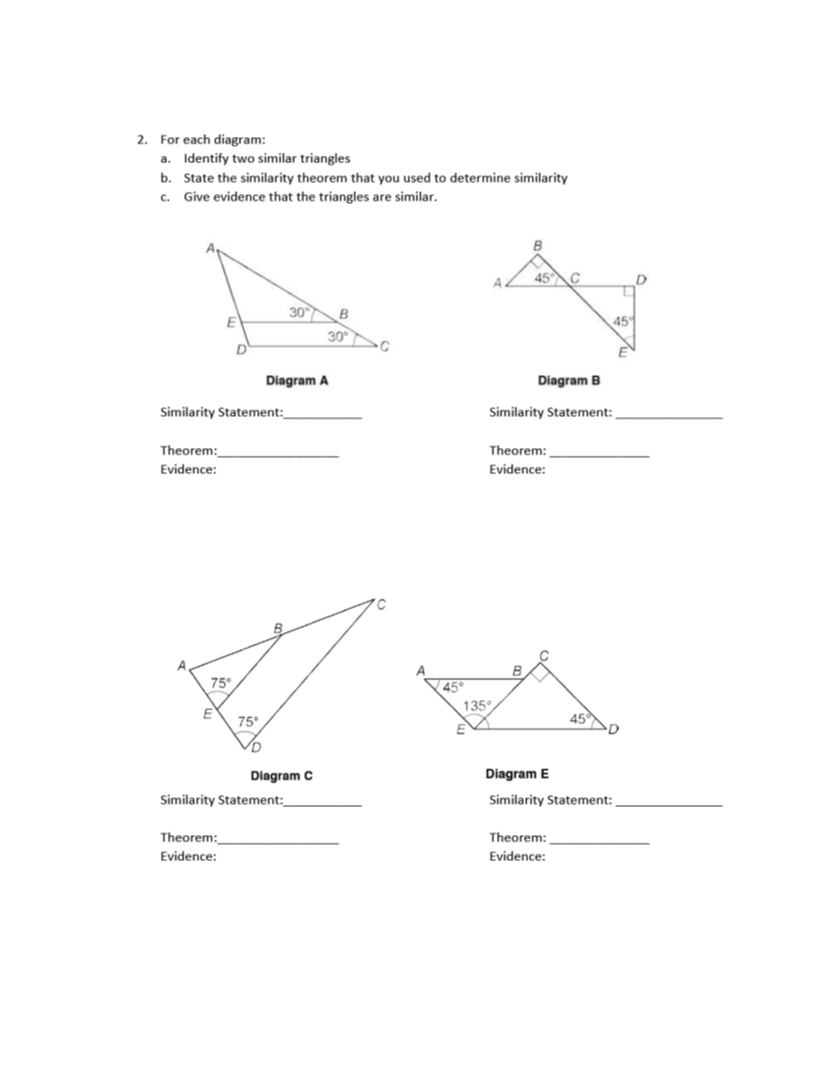 2. For each diagram:
a. Identify two similar triangles
b. State the similarity theorem that you used to determine similarity
c. Give evidence that the triangles are similar.
A
30°
B
E
30°
D
C
B
A
45°
C
D
45°
E
Diagram A
Diagram B
Similarity Statement:___________
Similarity Statement: _______________
Theorem:_________________
Theorem: ______________
Evidence:
Evidence:
C
B
A
75°
E
75°
D
C
A
B
45°
135°
45°
E
D
Diagram C
Diagram E
Similarity Statement:___________
Similarity Statement: _______________
Theorem:_________________
Theorem: ______________
Evidence:
Evidence: